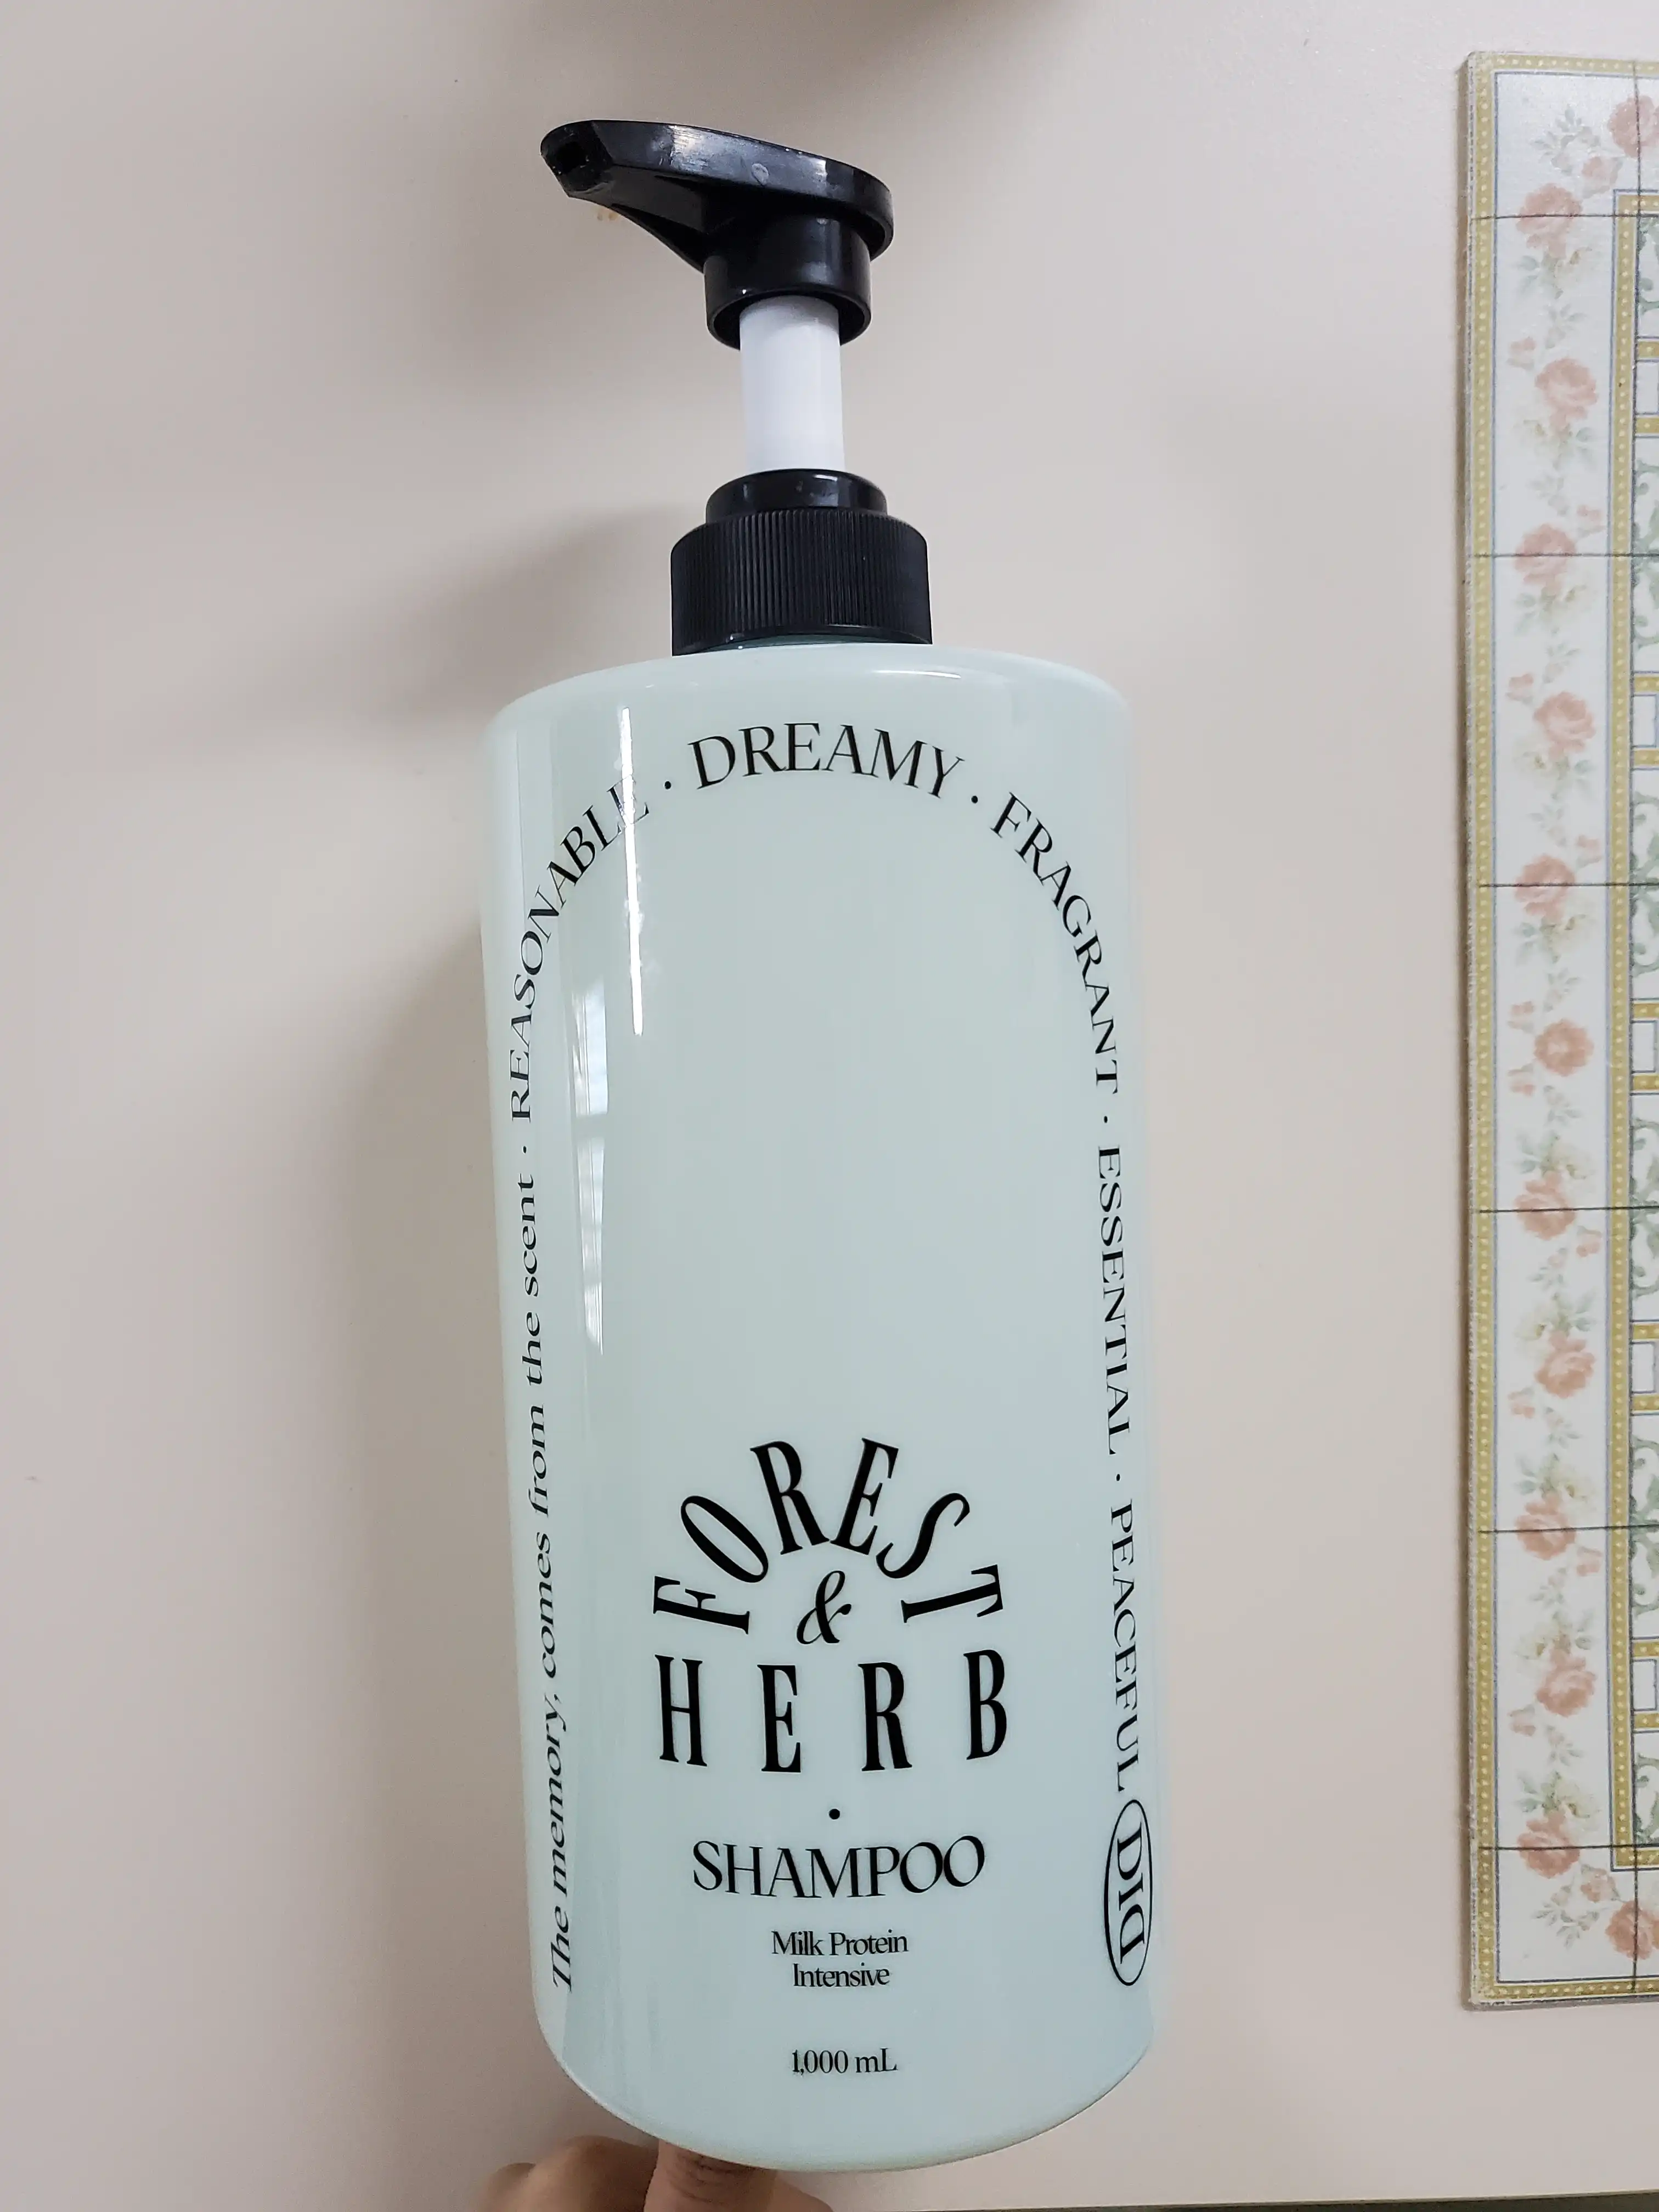 The memory, comes from the scent · REASONABLE · DREAMY · FRAGRANT · ESSENTIAL · PEACEFUL DID
FOREST
&
HERB
·
SHAMPOO
Milk Protein
Intensive
1,000 mL